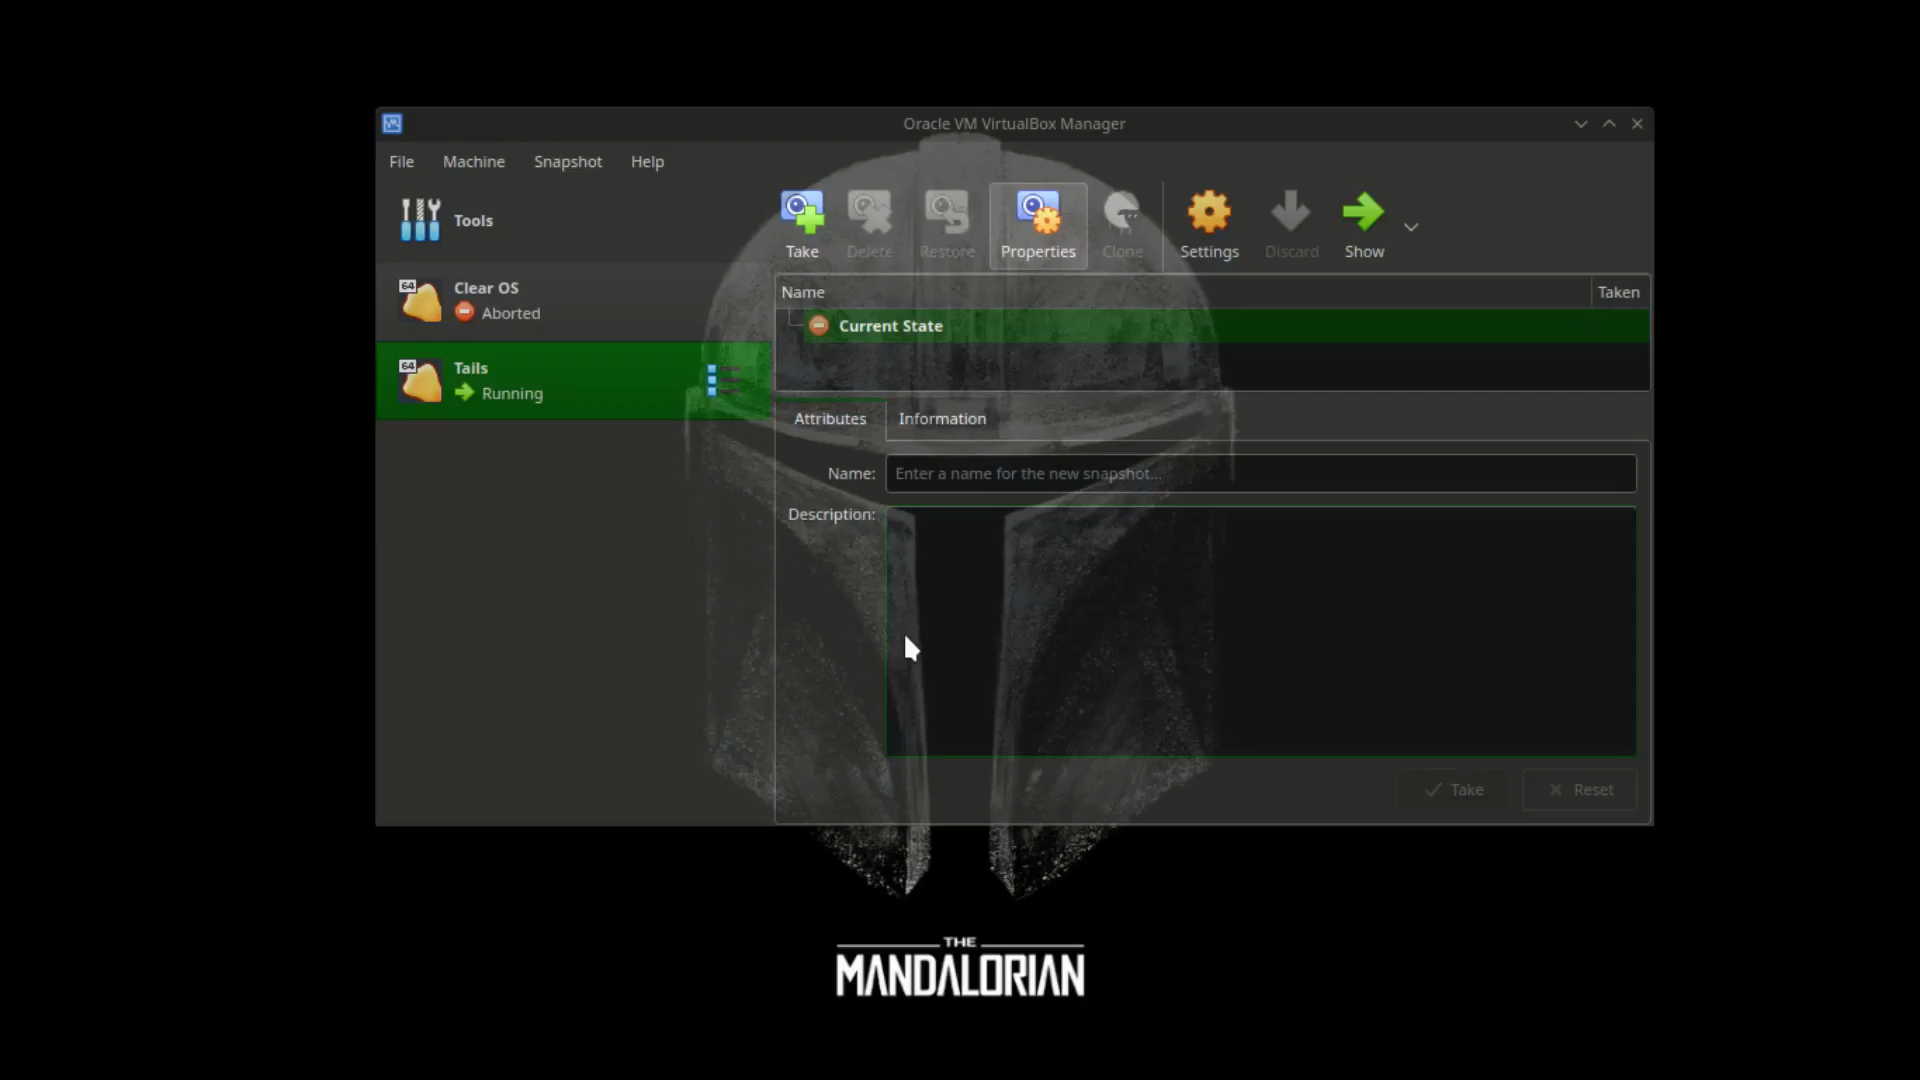 Oracle VM VirtualBox Manager
File Machine Snapshot Help
Tools
Take Delete Restore Properties Clone Settings Discard Show
64 Clear OS
Aborted
64 Tails
Running
Name Taken
Current State
Attributes Information
Name: Enter a name for the new snapshot...
Description:
Take Reset
THE
MANDALORIAN